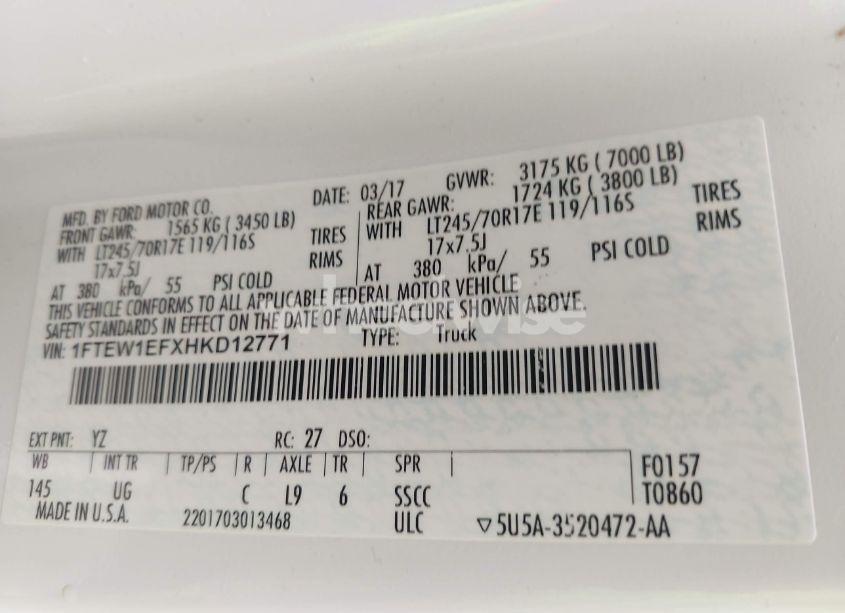 MFD. BY FORD MOTOR CO. DATE: 03/17 GVWR: 3175 KG ( 7000 LB)
FRONT GAWR: 1565 KG ( 3450 LB) REAR GAWR: 1724 KG ( 3800 LB)
WITH LT245/70R17E 119/116S TIRES WITH LT245/70R17E 119/116S TIRES
17x7.5J RIMS 17x7.5J RIMS
AT 380 kPa/ 55 PSI COLD AT 380 kPa/ 55 PSI COLD
THIS VEHICLE CONFORMS TO ALL APPLICABLE FEDERAL MOTOR VEHICLE
SAFETY STANDARDS IN EFFECT ON THE DATE OF MANUFACTURE SHOWN ABOVE.
VIN: 1FTEW1EFXHKD12771 TYPE: Truck
EXT PNT: YZ RC: 27 DSO:
WB INT TR TP/PS R AXLE TR SPR F0157
145 UG C L9 6 SSCC T0860
MADE IN U.S.A. 2201703013468 ULC ▽5U5A-3520472-AA